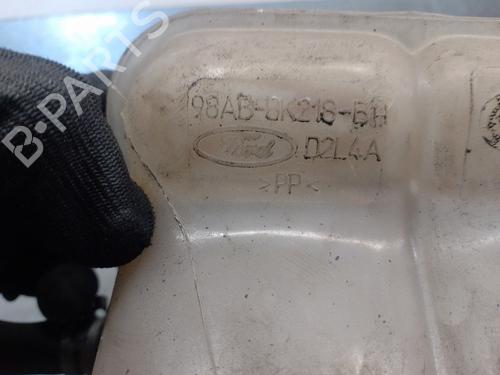 B-PARTS
98AB-8K218-BH
Ford D2L4A
>PP<